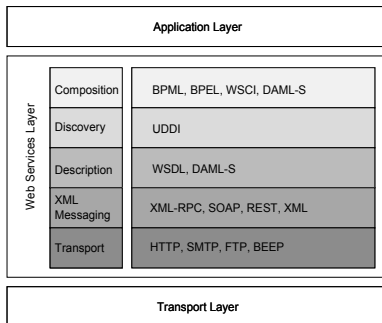 Application Layer
Web Services Layer
Composition
BPML, BPEL, WSCI, DAML-S
Discovery
UDDI
Description
WSDL, DAML-S
XML
Messaging
XML-RPC, SOAP, REST, XML
Transport
HTTP, SMTP, FTP, BEEP
Transport Layer